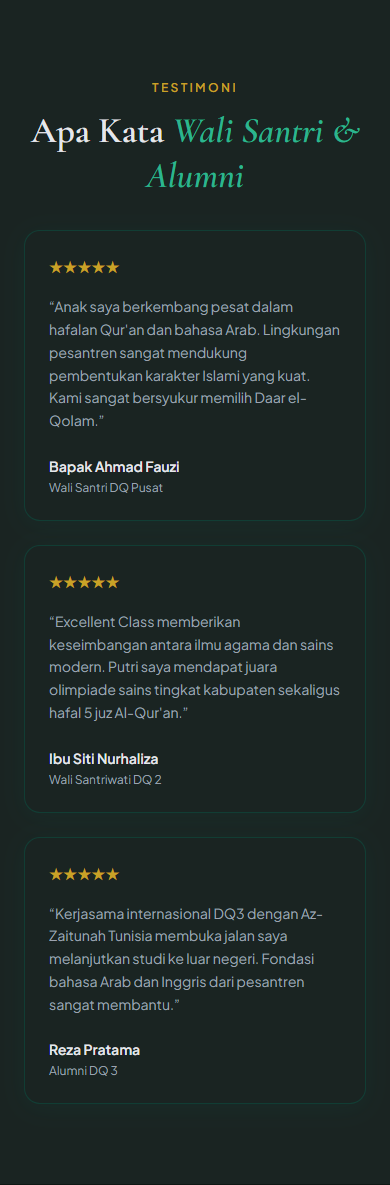 TESTIMONI
Apa Kata Wali Santri &
Alumni
★★★★★
“Anak saya berkembang pesat dalam
hafalan Qur'an dan bahasa Arab. Lingkungan
pesantren sangat mendukung
pembentukan karakter Islami yang kuat.
Kami sangat bersyukur memilih Daar el-
Qolam.”
Bapak Ahmad Fauzi
Wali Santri DQ Pusat
★★★★★
“Excellent Class memberikan
keseimbangan antara ilmu agama dan sains
modern. Putri saya mendapat juara
olimpiade sains tingkat kabupaten sekaligus
hafal 5 juz Al-Qur'an.”
Ibu Siti Nurhaliza
Wali Santriwati DQ 2
★★★★★
“Kerjasama internasional DQ3 dengan Az-
Zaitunah Tunisia membuka jalan saya
melanjutkan studi ke luar negeri. Fondasi
bahasa Arab dan Inggris dari pesantren
sangat membantu.”
Reza Pratama
Alumni DQ 3